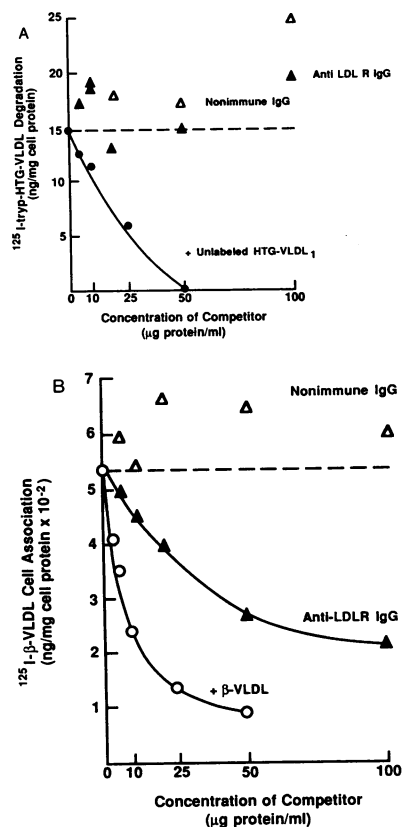 A
25
20
15
10
5
125 I-tryp-HTG-VLDL Degradation
(ng/mg cell protein)
Anti LDL R IgG
Nonimmune IgG
+ Unlabeled HTG-VLDL1
0 10 25 50 100
Concentration of Competitor
(μg protein/ml)
B
7
6
5
4
3
2
1
125 I-β-VLDL Cell Association
(ng/mg cell protein x 10-2)
Nonimmune IgG
Anti-LDLR IgG
+ β-VLDL
0 10 25 50 100
Concentration of Competitor
(μg protein/ml)